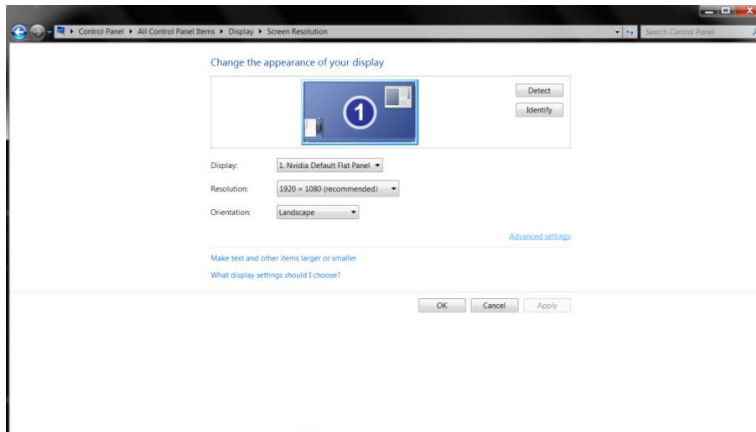 Control Panel ▸ All Control Panel Items ▸ Display ▸ Screen Resolution
Search Control Panel
Change the appearance of your display
1
Detect
Identify
Display: 1. Nvidia Default Flat Panel
Resolution: 1920 × 1080 (recommended)
Orientation: Landscape
Advanced settings
Make text and other items larger or smaller
What display settings should I choose?
OK Cancel Apply